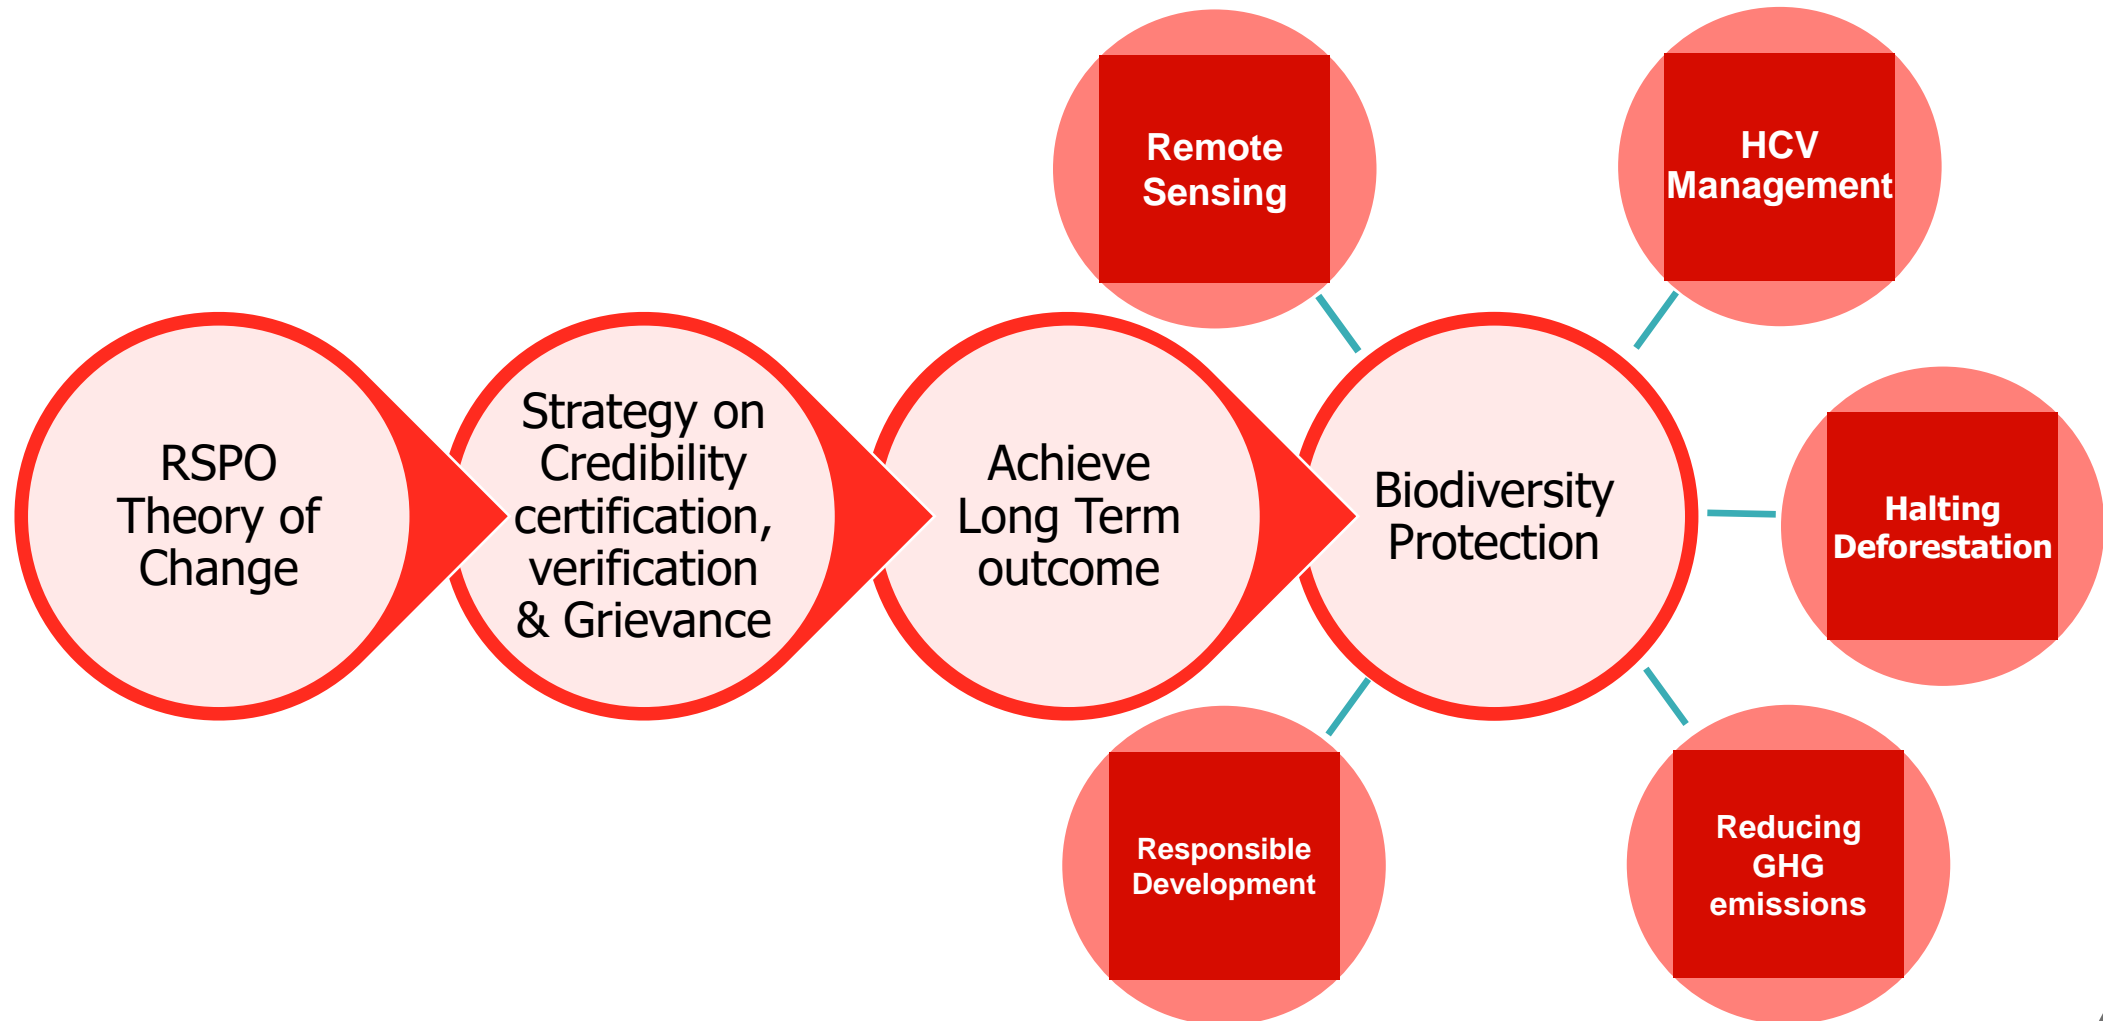 RSPO
Theory of
Change
Strategy on
Credibility
certification,
verification
& Grievance
Achieve
Long Term
outcome
Biodiversity
Protection
Remote
Sensing
HCV
Management
Halting
Deforestation
Reducing
GHG
emissions
Responsible
Development